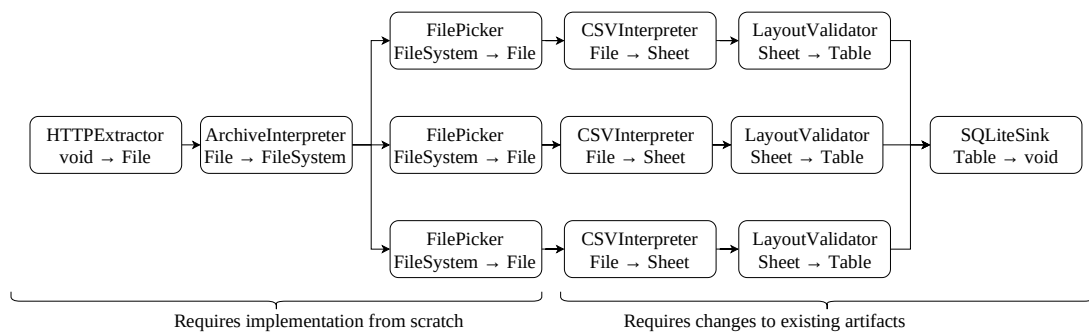 FilePicker
FileSystem → File
CSVInterpreter
File → Sheet
LayoutValidator
Sheet → Table
HTTPExtractor
void → File
ArchiveInterpreter
File → FileSystem
FilePicker
FileSystem → File
CSVInterpreter
File → Sheet
LayoutValidator
Sheet → Table
SQLiteSink
Table → void
FilePicker
FileSystem → File
CSVInterpreter
File → Sheet
LayoutValidator
Sheet → Table
Requires implementation from scratch
Requires changes to existing artifacts